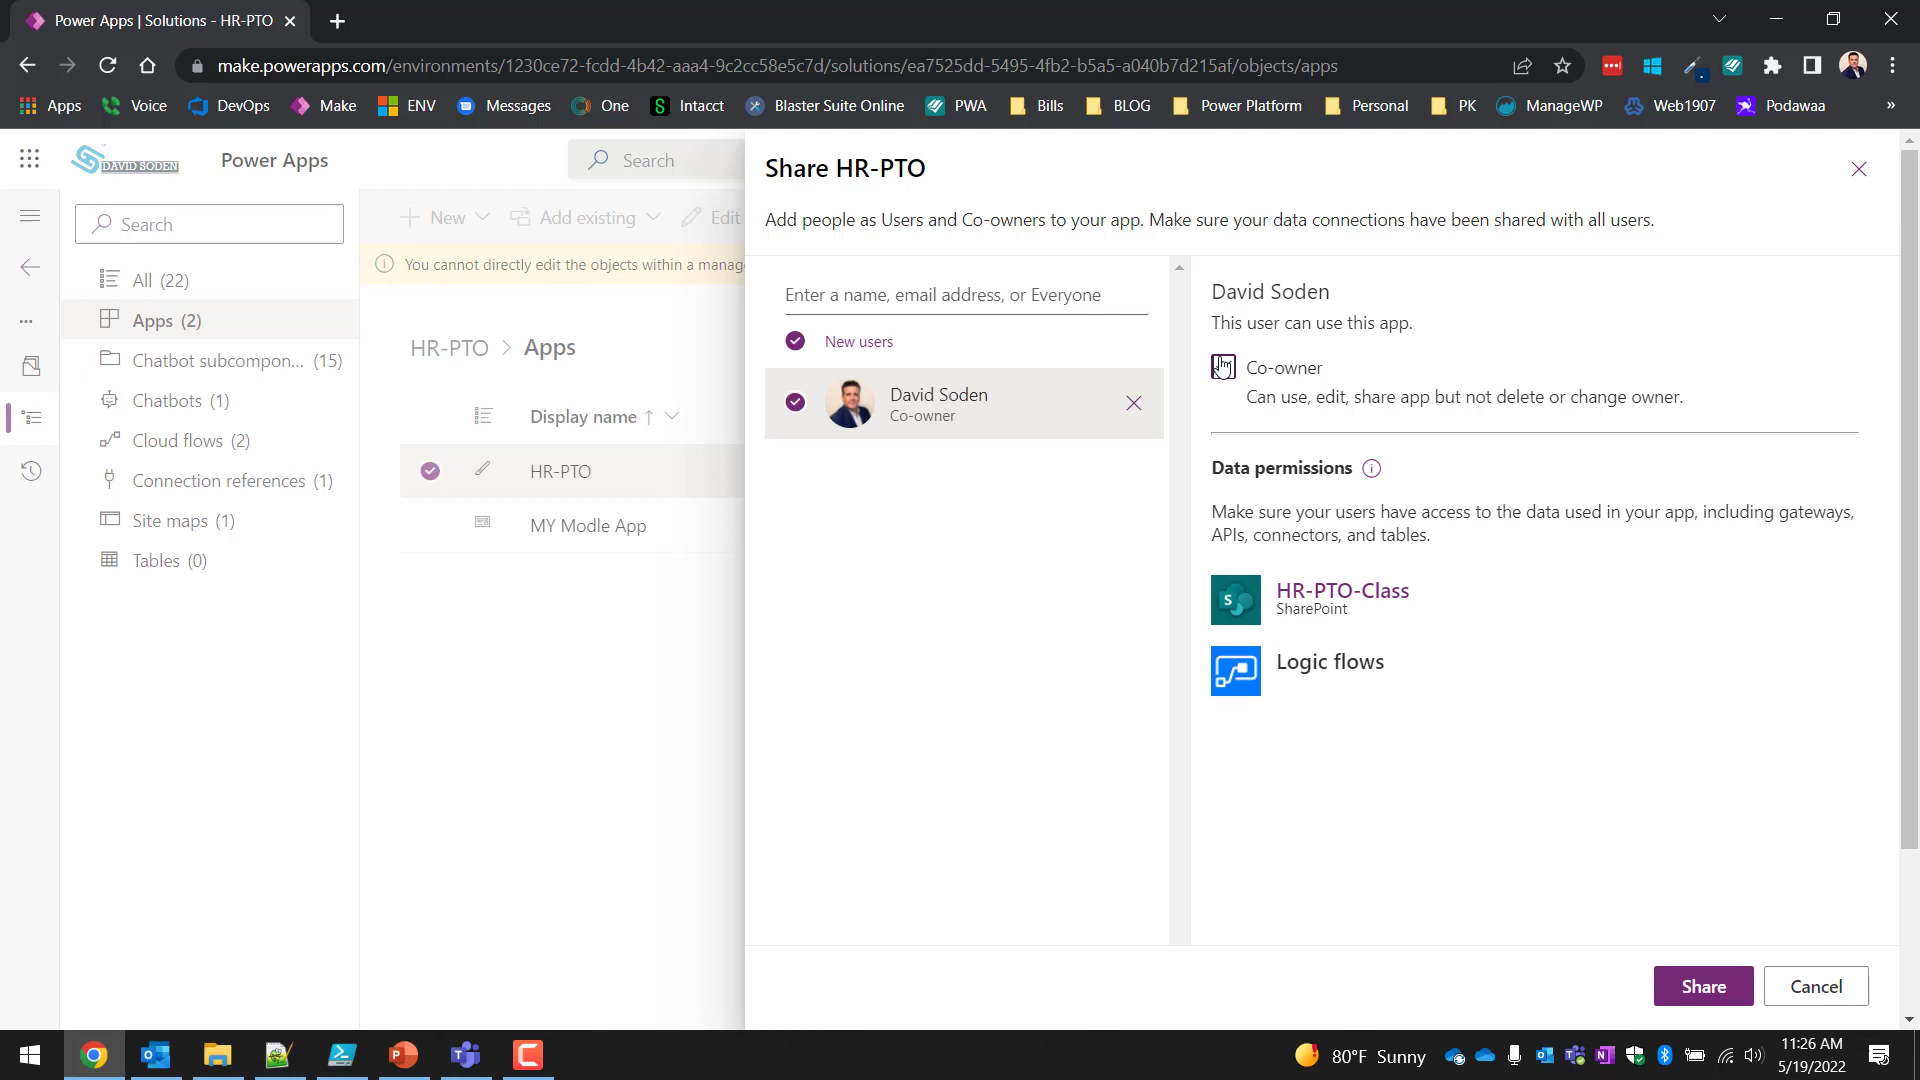 Power Apps | Solutions - HR-PTO
make.powerapps.com/environments/1230ce72-fcdd-4b42-aaa4-9c2cc58e5c7d/solutions/ea7525dd-5495-4fb2-b5a5-a040b7d215af/objects/apps
Apps Voice DevOps Make ENV Messages One Intacct Blaster Suite Online PWA Bills BLOG Power Platform Personal PK ManageWP Web1907 Podawaa »
DAVID SODEN Power Apps Search
Search
All (22)
Apps (2)
Chatbot subcompon... (15)
Chatbots (1)
Cloud flows (2)
Connection references (1)
Site maps (1)
Tables (0)
New Add existing Edit
You cannot directly edit the objects within a manag
HR-PTO > Apps
Display name ↑
HR-PTO
MY Modle App
Share HR-PTO
Add people as Users and Co-owners to your app. Make sure your data connections have been shared with all users.
Enter a name, email address, or Everyone
New users
David Soden
Co-owner
David Soden
This user can use this app.
Co-owner
Can use, edit, share app but not delete or change owner.
Data permissions
Make sure your users have access to the data used in your app, including gateways,
APIs, connectors, and tables.
S HR-PTO-Class
SharePoint
Logic flows
Share Cancel
80°F Sunny
11:26 AM
5/19/2022